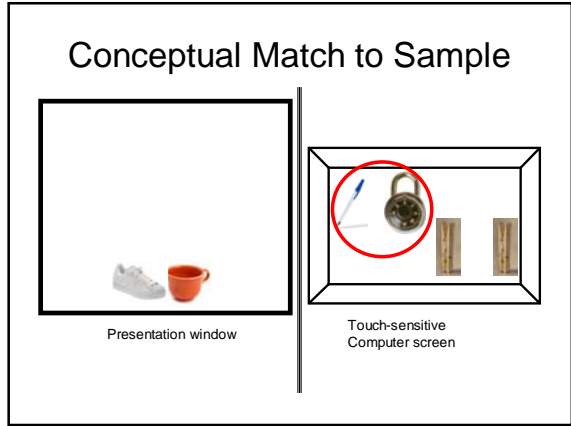 Conceptual Match to Sample
Presentation window
Touch-sensitive
Computer screen